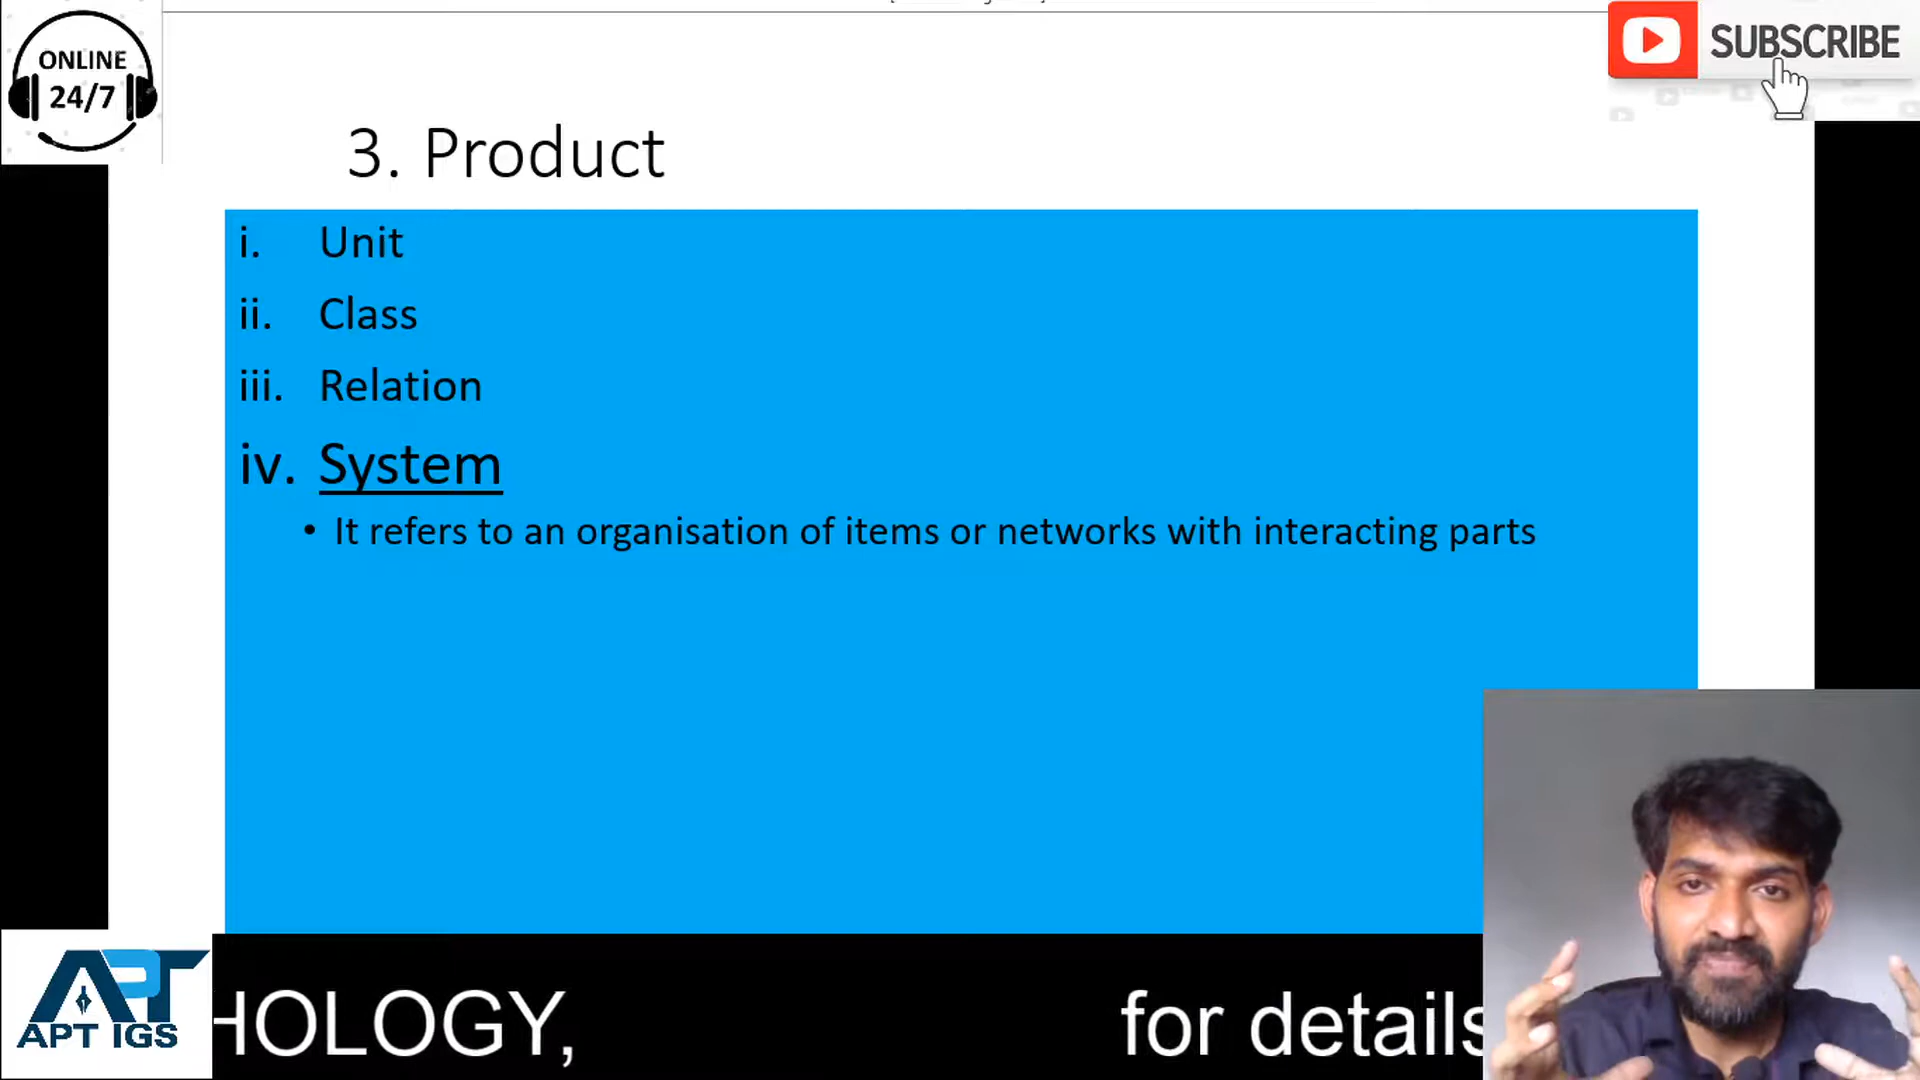 ONLINE
24/7
SUBSCRIBE
3. Product
i. Unit
ii. Class
iii. Relation
iv. System
• It refers to an organisation of items or networks with interacting parts
APT IGS
HOLOGY, for details